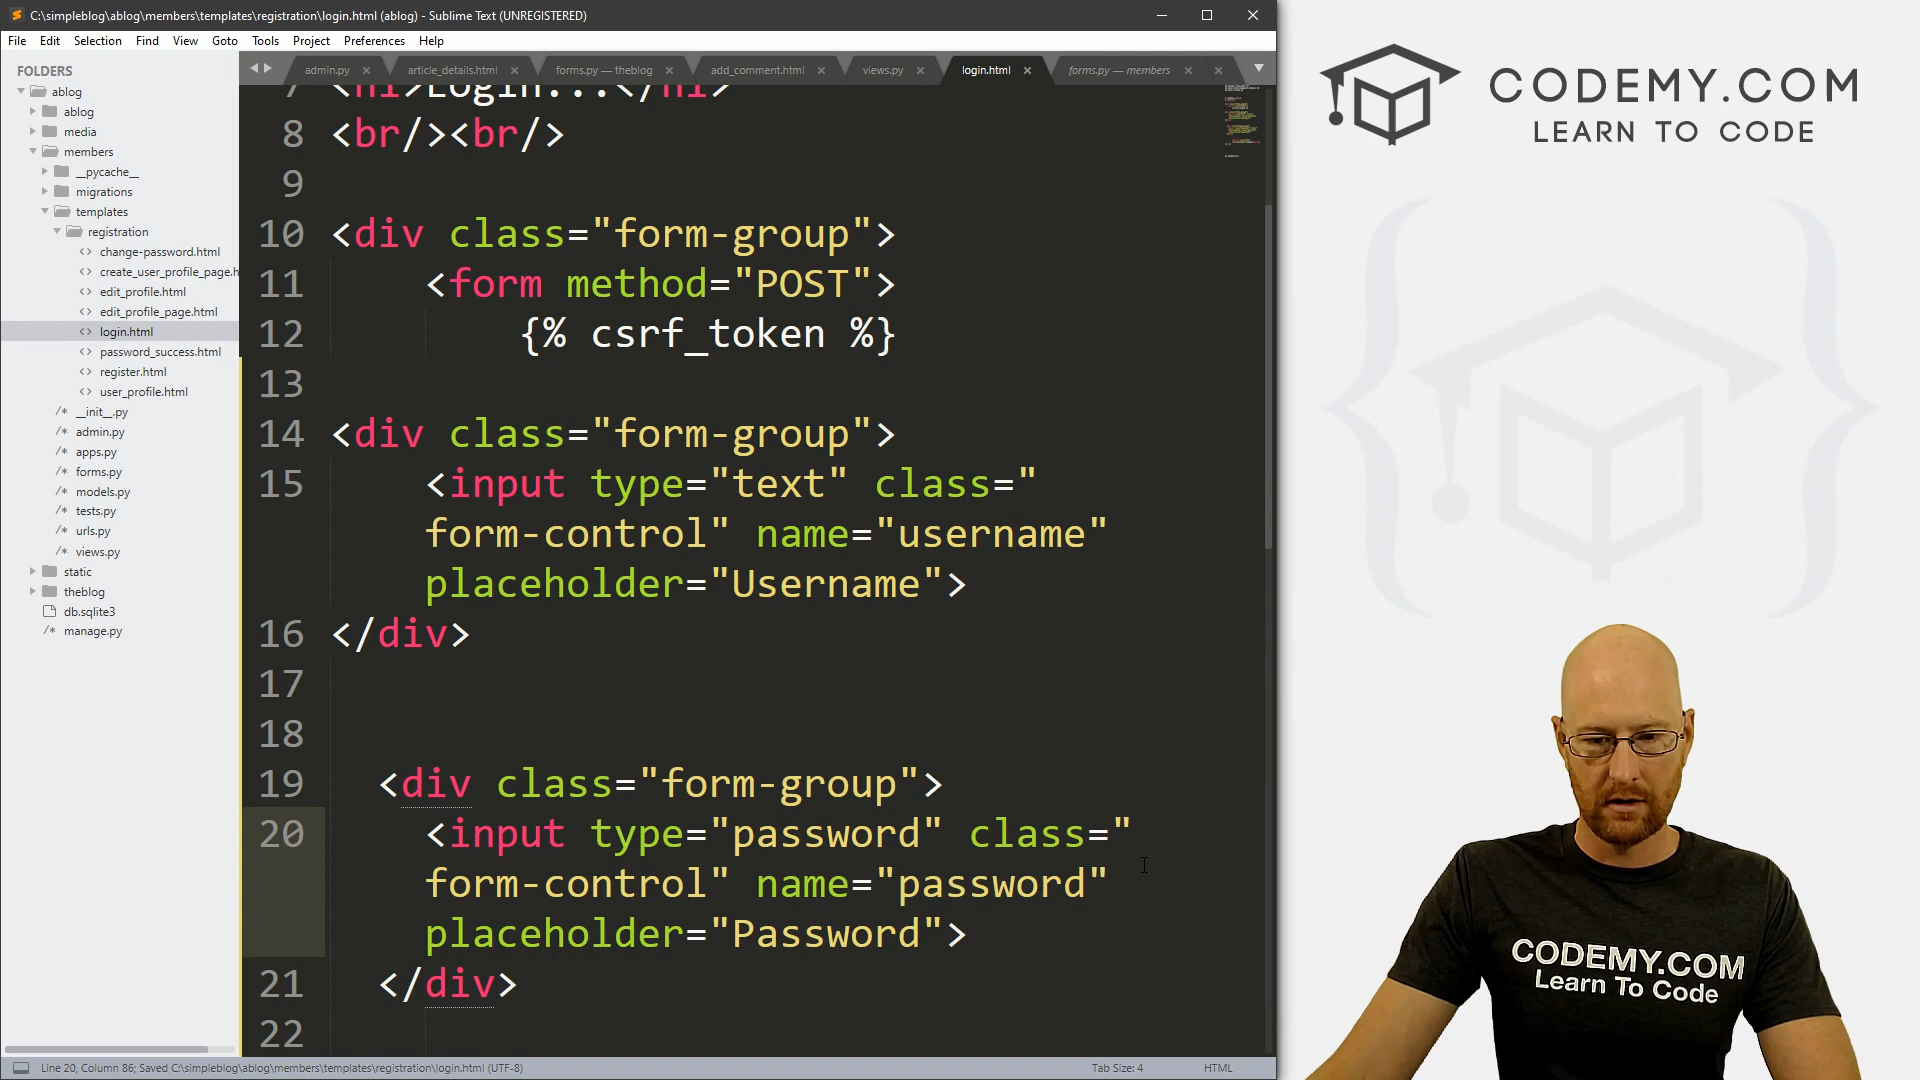 C:\simpleblog\ablog\members\templates\registration\login.html (ablog) - Sublime Text (UNREGISTERED)
File Edit Selection Find View Goto Tools Project Preferences Help
FOLDERS
ablog
ablog
media
members
__pycache__
migrations
templates
registration
change-password.html
create_user_profile_page.h
edit_profile.html
edit_profile_page.html
login.html
password_success.html
register.html
user_profile.html
__init__.py
admin.py
apps.py
forms.py
models.py
tests.py
urls.py
views.py
static
theblog
db.sqlite3
manage.py
admin.py article_details.html forms.py — theblog add_comment.html views.py login.html forms.py — members
7 <h1>Login...</h1>
8 <br/><br/>
9
10 <div class="form-group">
11 <form method="POST">
12 {% csrf_token %}
13
14 <div class="form-group">
15 <input type="text" class="
form-control" name="username"
placeholder="Username">
16 </div>
17
18
19 <div class="form-group">
20 <input type="password" class="
form-control" name="password"
placeholder="Password">
21 </div>
22
Line 20, Column 86; Saved C:\simpleblog\ablog\members\templates\registration\login.html (UTF-8)
Tab Size: 4 HTML
CODEMY.COM
LEARN TO CODE
CODEMY.COM
Learn To Code